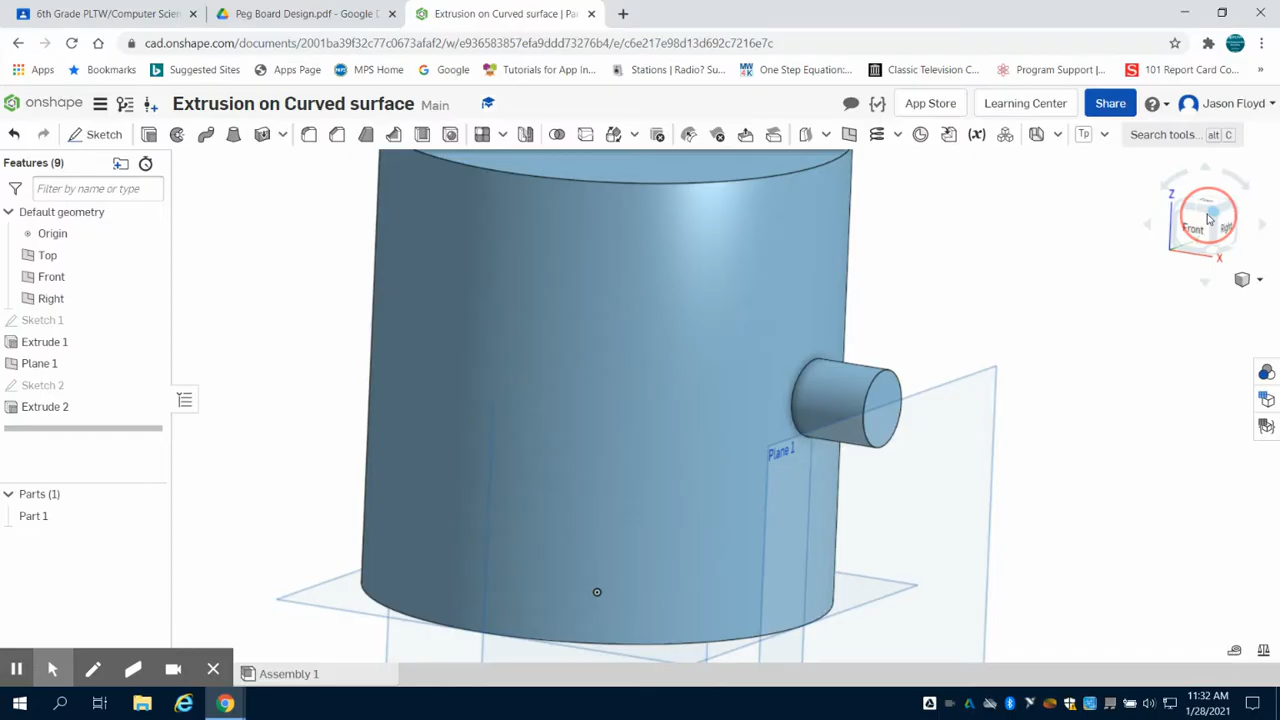 6th Grade PLTW/Computer Scien
Peg Board Design.pdf - Google D
Extrusion on Curved surface | Pa
cad.onshape.com/documents/2001ba39f32c77c0673afaf2/w/e936583857efa9ddd73276b4/e/c6e217e98d13d692c7216e7c
Apps
Bookmarks
Suggested Sites
Apps Page
MPS Home
Google
Tutorials for App In...
Stations | Radio? Su...
One Step Equation:...
Classic Television C...
Program Support |...
101 Report Card Co...
onshape
Extrusion on Curved surface Main
App Store
Learning Center
Share
Jason Floyd
Sketch
Search tools... alt C
Features (9)
Filter by name or type
Default geometry
Origin
Top
Front
Right
Sketch 1
Extrude 1
Plane 1
Sketch 2
Extrude 2
Parts (1)
Part 1
Plane 1
Z
Front
Right
X
Assembly 1
11:32 AM
1/28/2021